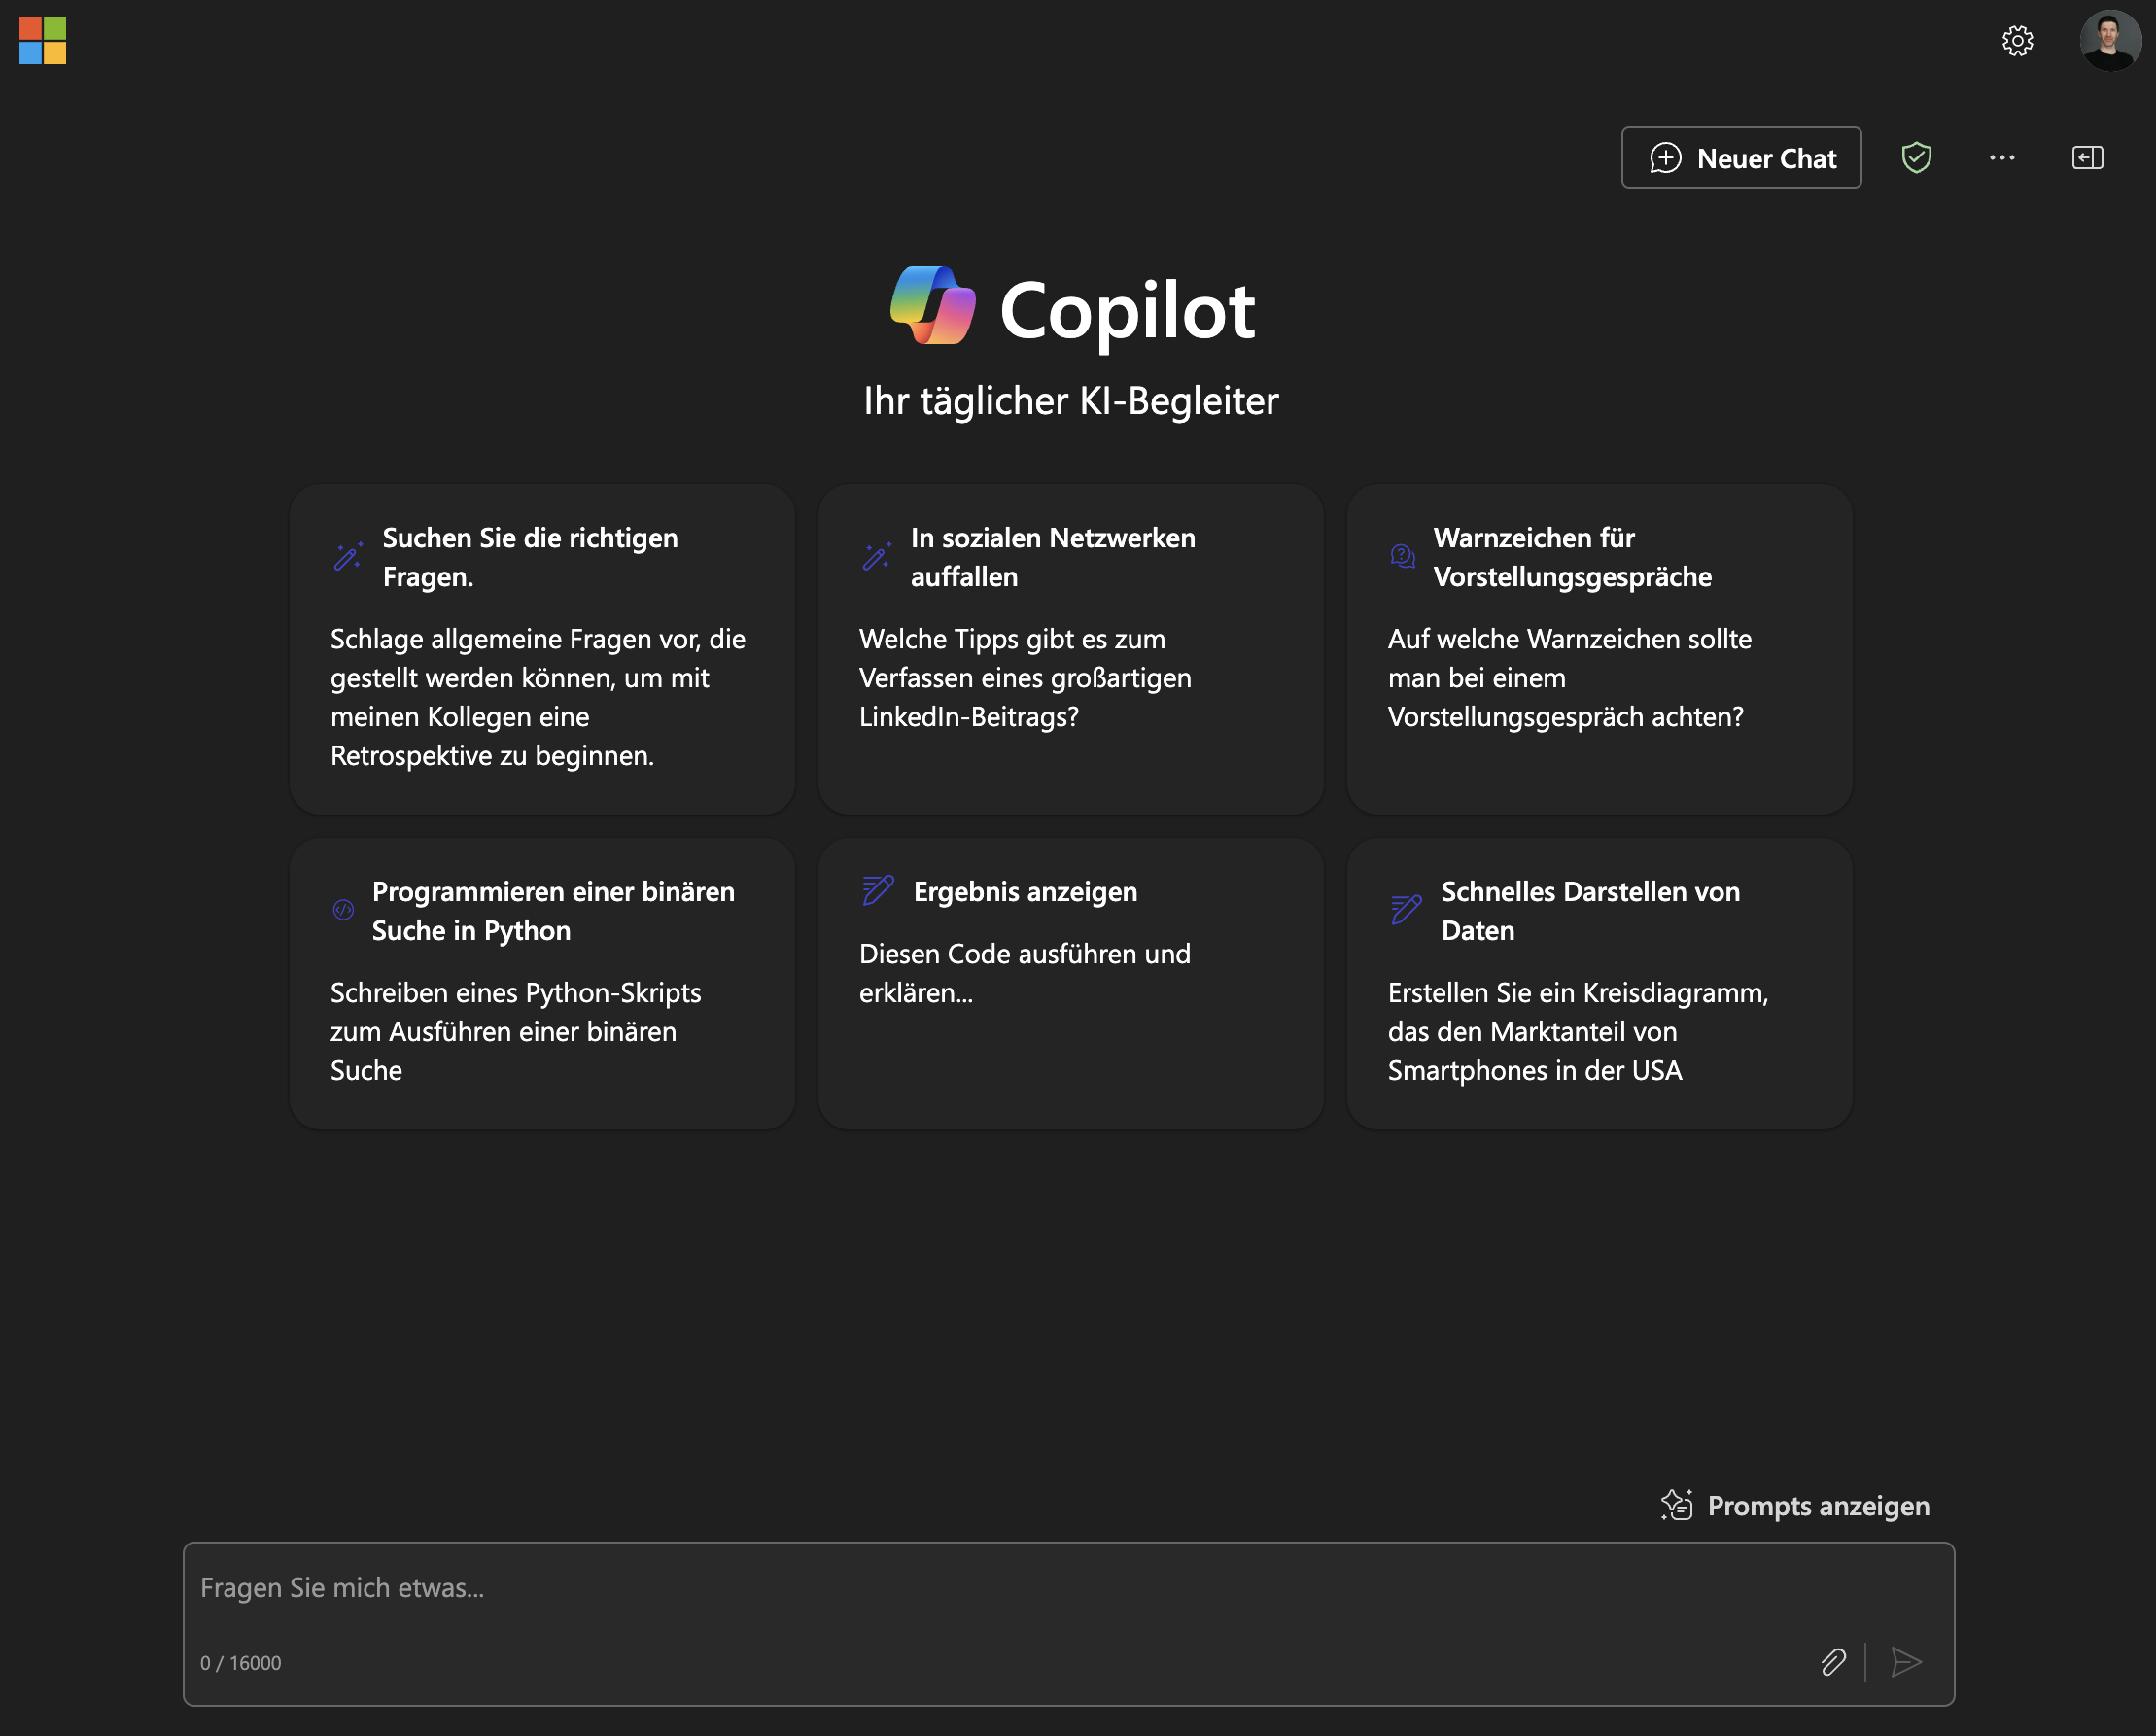 Neuer Chat
Copilot
Ihr täglicher KI-Begleiter
Suchen Sie die richtigen
Fragen.
Schlage allgemeine Fragen vor, die
gestellt werden können, um mit
meinen Kollegen eine
Retrospektive zu beginnen.
In sozialen Netzwerken
auffallen
Welche Tipps gibt es zum
Verfassen eines großartigen
LinkedIn-Beitrags?
Warnzeichen für
Vorstellungsgespräche
Auf welche Warnzeichen sollte
man bei einem
Vorstellungsgespräch achten?
Programmieren einer binären
Suche in Python
Schreiben eines Python-Skripts
zum Ausführen einer binären
Suche
Ergebnis anzeigen
Diesen Code ausführen und
erklären...
Schnelles Darstellen von
Daten
Erstellen Sie ein Kreisdiagramm,
das den Marktanteil von
Smartphones in der USA
Prompts anzeigen
Fragen Sie mich etwas...
0 / 16000